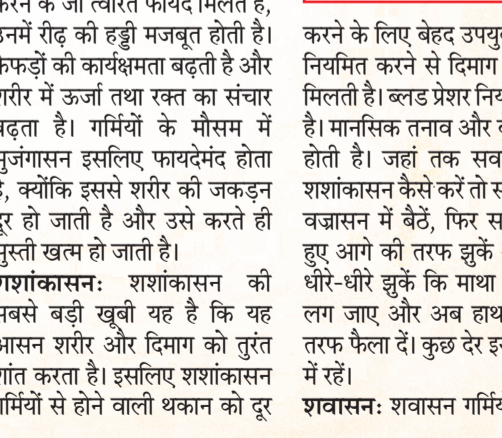 करने के जो त्वरित फायदे मिलते हैं,
उनमें रीढ़ की हड्डी मजबूत होती है।
फेफड़ों की कार्यक्षमता बढ़ती है और
शरीर में ऊर्जा तथा रक्त का संचार
बढ़ता है। गर्मियों के मौसम में
भुजंगासन इसलिए फायदेमंद होता
है, क्योंकि इससे शरीर की जकड़न
दूर हो जाती है और उसे करते ही
सुस्ती खत्म हो जाती है।
शशांकासन: शशांकासन की
सबसे बड़ी खूबी यह है कि यह
आसन शरीर और दिमाग को तुरंत
शांत करता है। इसलिए शशांकासन
गर्मियों से होने वाली थकान को दूर
करने के लिए बेहद
नियमित करने से दिमाग
मिलती है। ब्लड प्रेशर
है। मानसिक तनाव और
होती है। जहां तक
शशांकासन कैसे करें तो
वज्रासन में बैठें, फिर
हुए आगे की तरफ झुकें
धीरे-धीरे झुकें कि माथा
लग जाए और अब हाथ
तरफ फैला दें। कुछ देर
में रहें।
शवासन: शवासन